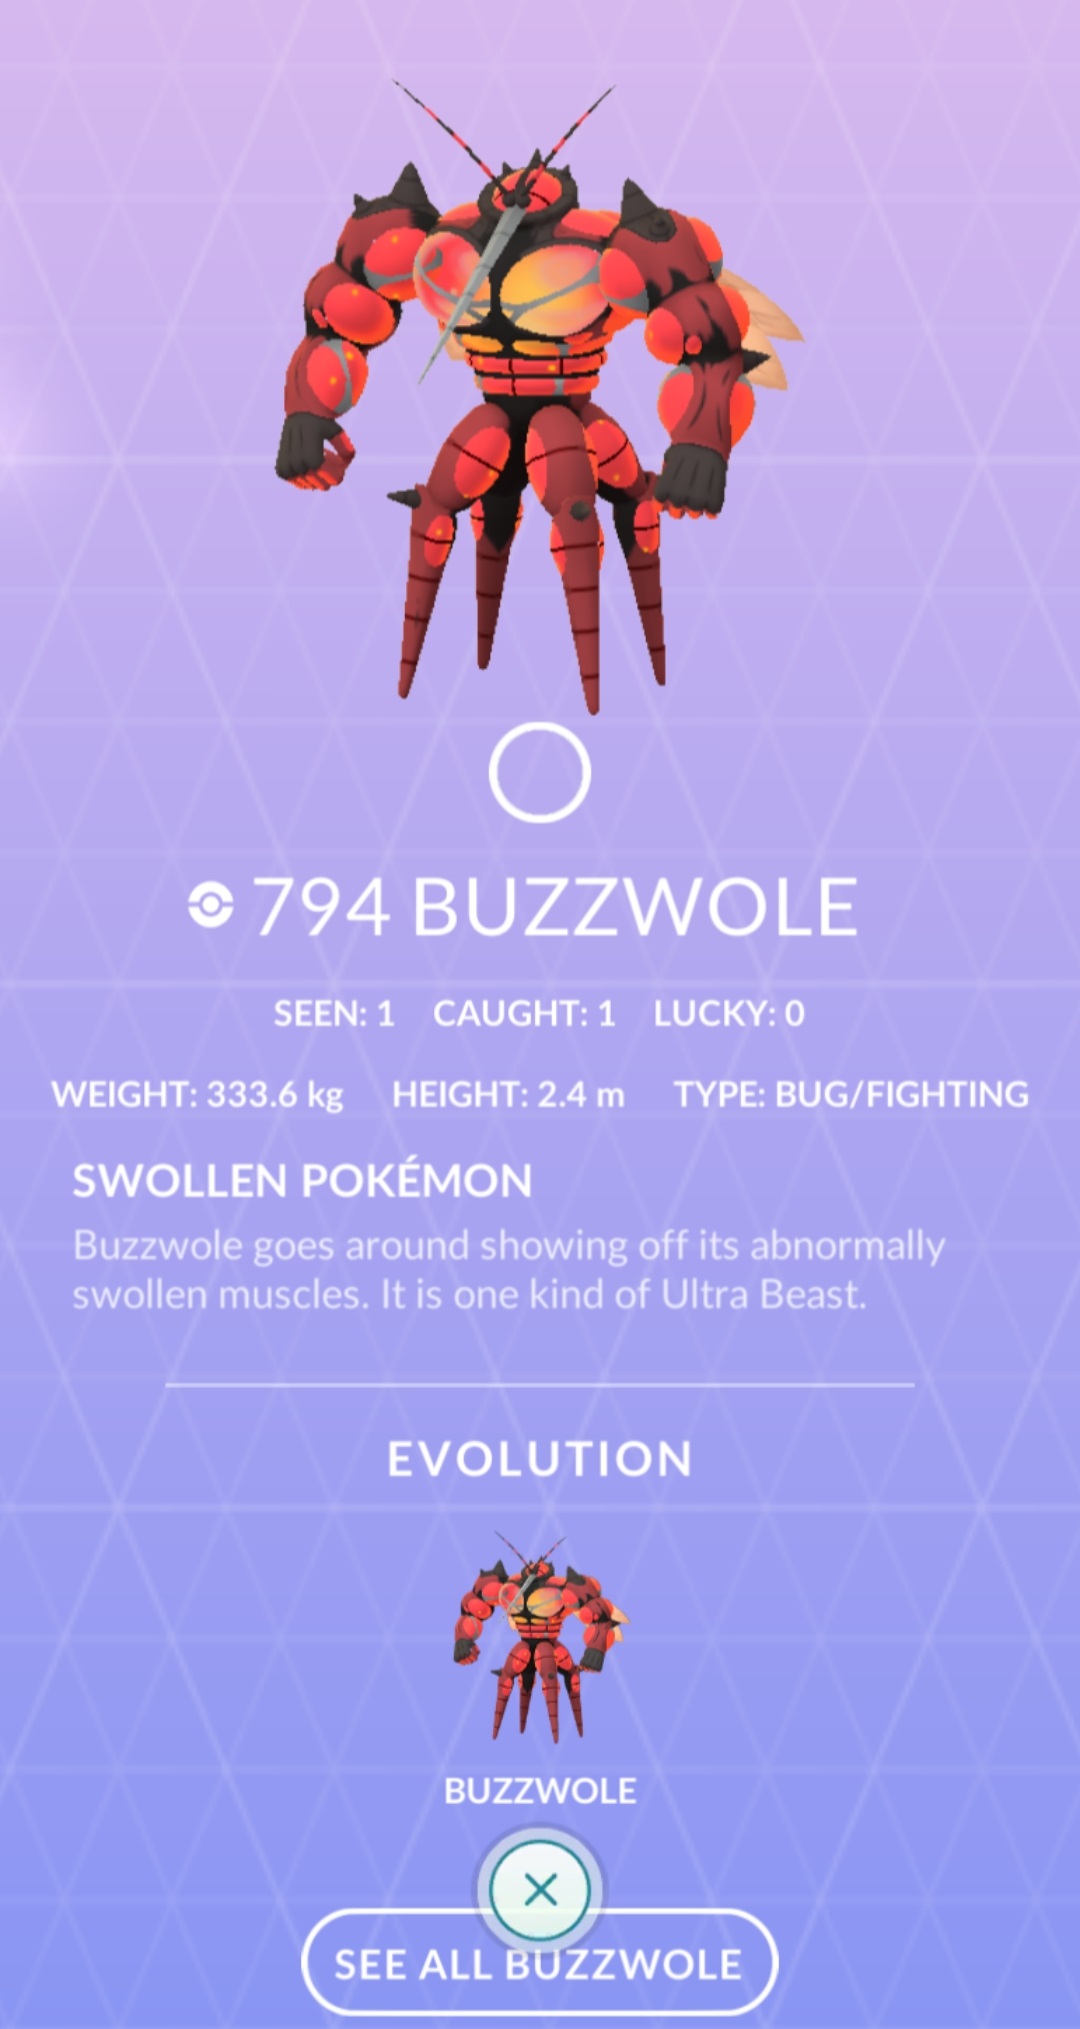 794 BUZZWOLE
SEEN: 1 CAUGHT: 1 LUCKY: 0
WEIGHT: 333.6 kg HEIGHT: 2.4 m TYPE: BUG/FIGHTING
SWOLLEN POKÉMON
Buzzwole goes around showing off its abnormally
swollen muscles. It is one kind of Ultra Beast.
EVOLUTION
BUZZWOLE
SEE ALL BUZZWOLE